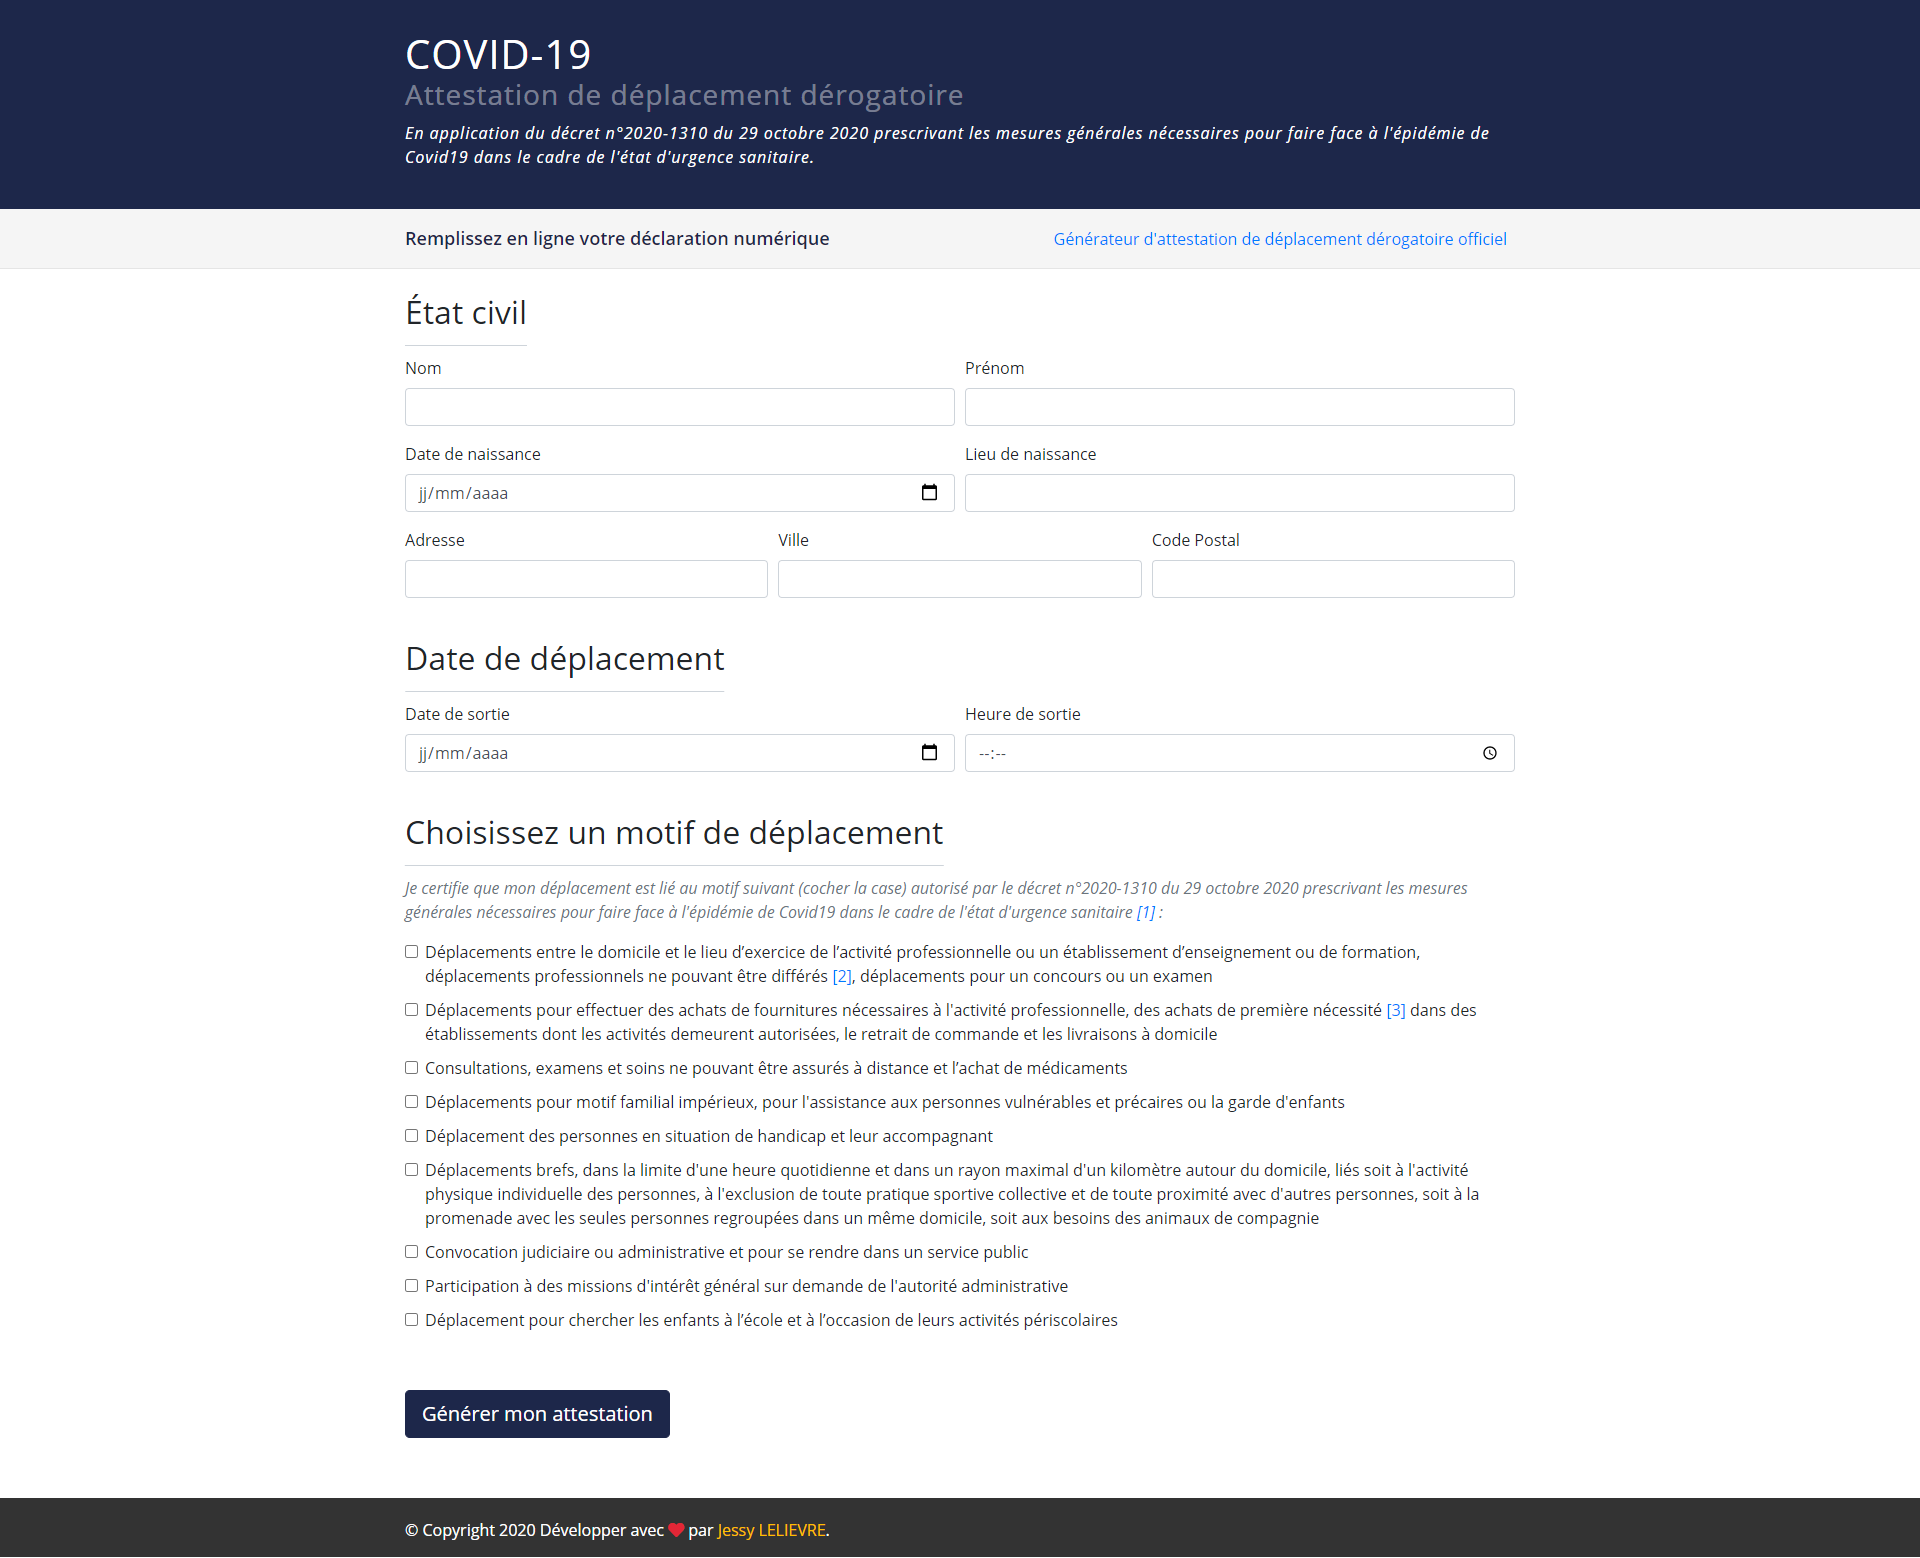 COVID-19
Attestation de déplacement dérogatoire
En application du décret n°2020-1310 du 29 octobre 2020 prescrivant les mesures générales nécessaires pour faire face à l'épidémie de
Covid19 dans le cadre de l'état d'urgence sanitaire.
Remplissez en ligne votre déclaration numérique
Générateur d'attestation de déplacement dérogatoire officiel
État civil
Nom
Prénom
Date de naissance
Lieu de naissance
jj/mm/aaaa
Adresse
Ville
Code Postal
Date de déplacement
Date de sortie
Heure de sortie
jj/mm/aaaa
--:--
Choisissez un motif de déplacement
Je certifie que mon déplacement est lié au motif suivant (cocher la case) autorisé par le décret n°2020-1310 du 29 octobre 2020 prescrivant les mesures
générales nécessaires pour faire face à l'épidémie de Covid19 dans le cadre de l'état d'urgence sanitaire [1] :
Déplacements entre le domicile et le lieu d’exercice de l’activité professionnelle ou un établissement d’enseignement ou de formation,
déplacements professionnels ne pouvant être différés [2], déplacements pour un concours ou un examen
Déplacements pour effectuer des achats de fournitures nécessaires à l'activité professionnelle, des achats de première nécessité [3] dans des
établissements dont les activités demeurent autorisées, le retrait de commande et les livraisons à domicile
Consultations, examens et soins ne pouvant être assurés à distance et l’achat de médicaments
Déplacements pour motif familial impérieux, pour l'assistance aux personnes vulnérables et précaires ou la garde d'enfants
Déplacement des personnes en situation de handicap et leur accompagnant
Déplacements brefs, dans la limite d'une heure quotidienne et dans un rayon maximal d'un kilomètre autour du domicile, liés soit à l'activité
physique individuelle des personnes, à l'exclusion de toute pratique sportive collective et de toute proximité avec d'autres personnes, soit à la
promenade avec les seules personnes regroupées dans un même domicile, soit aux besoins des animaux de compagnie
Convocation judiciaire ou administrative et pour se rendre dans un service public
Participation à des missions d'intérêt général sur demande de l'autorité administrative
Déplacement pour chercher les enfants à l’école et à l’occasion de leurs activités périscolaires
Générer mon attestation
© Copyright 2020 Développer avec ❤ par Jessy LELIEVRE.